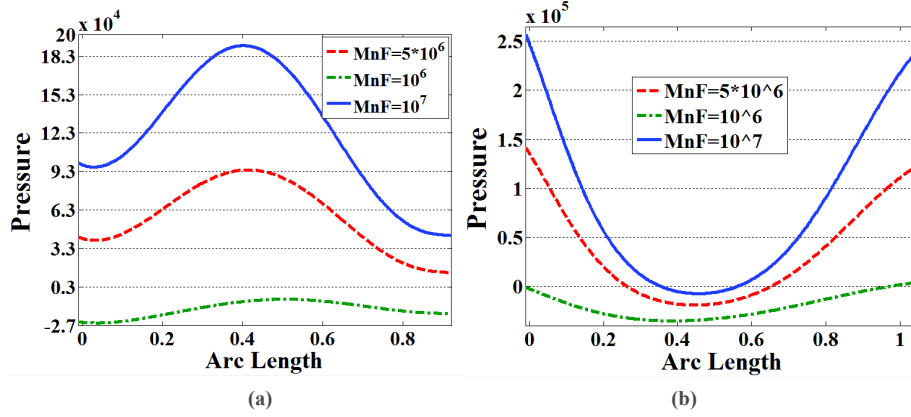 x 10^4
20
18.3
15.3
12.3
9.3
6.3
3.3
0.3
-2.7
0
0.2
0.4
0.6
0.8
Pressure
Arc Length
MnF=5*10^6
MnF=10^6
MnF=10^7
(a)
x 10^5
2.5
2
1.5
1
0.5
0
0
0.2
0.4
0.6
0.8
1
Pressure
Arc Length
MnF=5*10^6
MnF=10^6
MnF=10^7
(b)